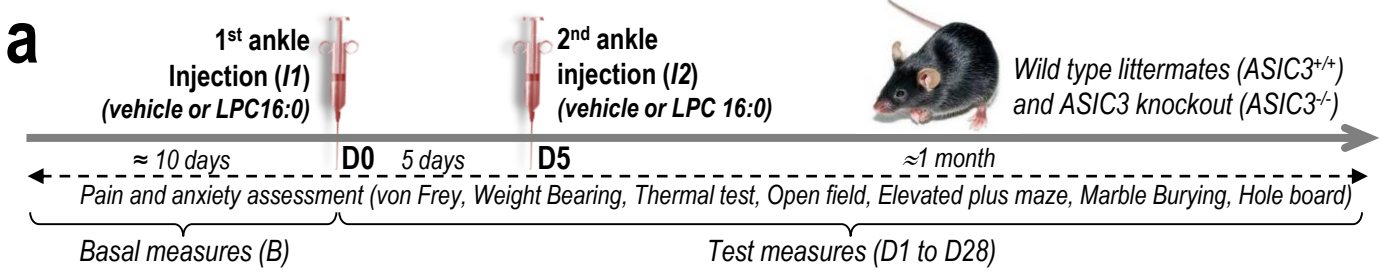 a
1st ankle
Injection (I1)
(vehicle or LPC16:0)
2nd ankle
injection (I2)
(vehicle or LPC 16:0)
Wild type littermates (ASIC3+/+)
and ASIC3 knockout (ASIC3-/-)
≈ 10 days
D0
5 days
D5
≈1 month
Pain and anxiety assessment (von Frey, Weight Bearing, Thermal test, Open field, Elevated plus maze, Marble Burying, Hole board)
Basal measures (B)
Test measures (D1 to D28)